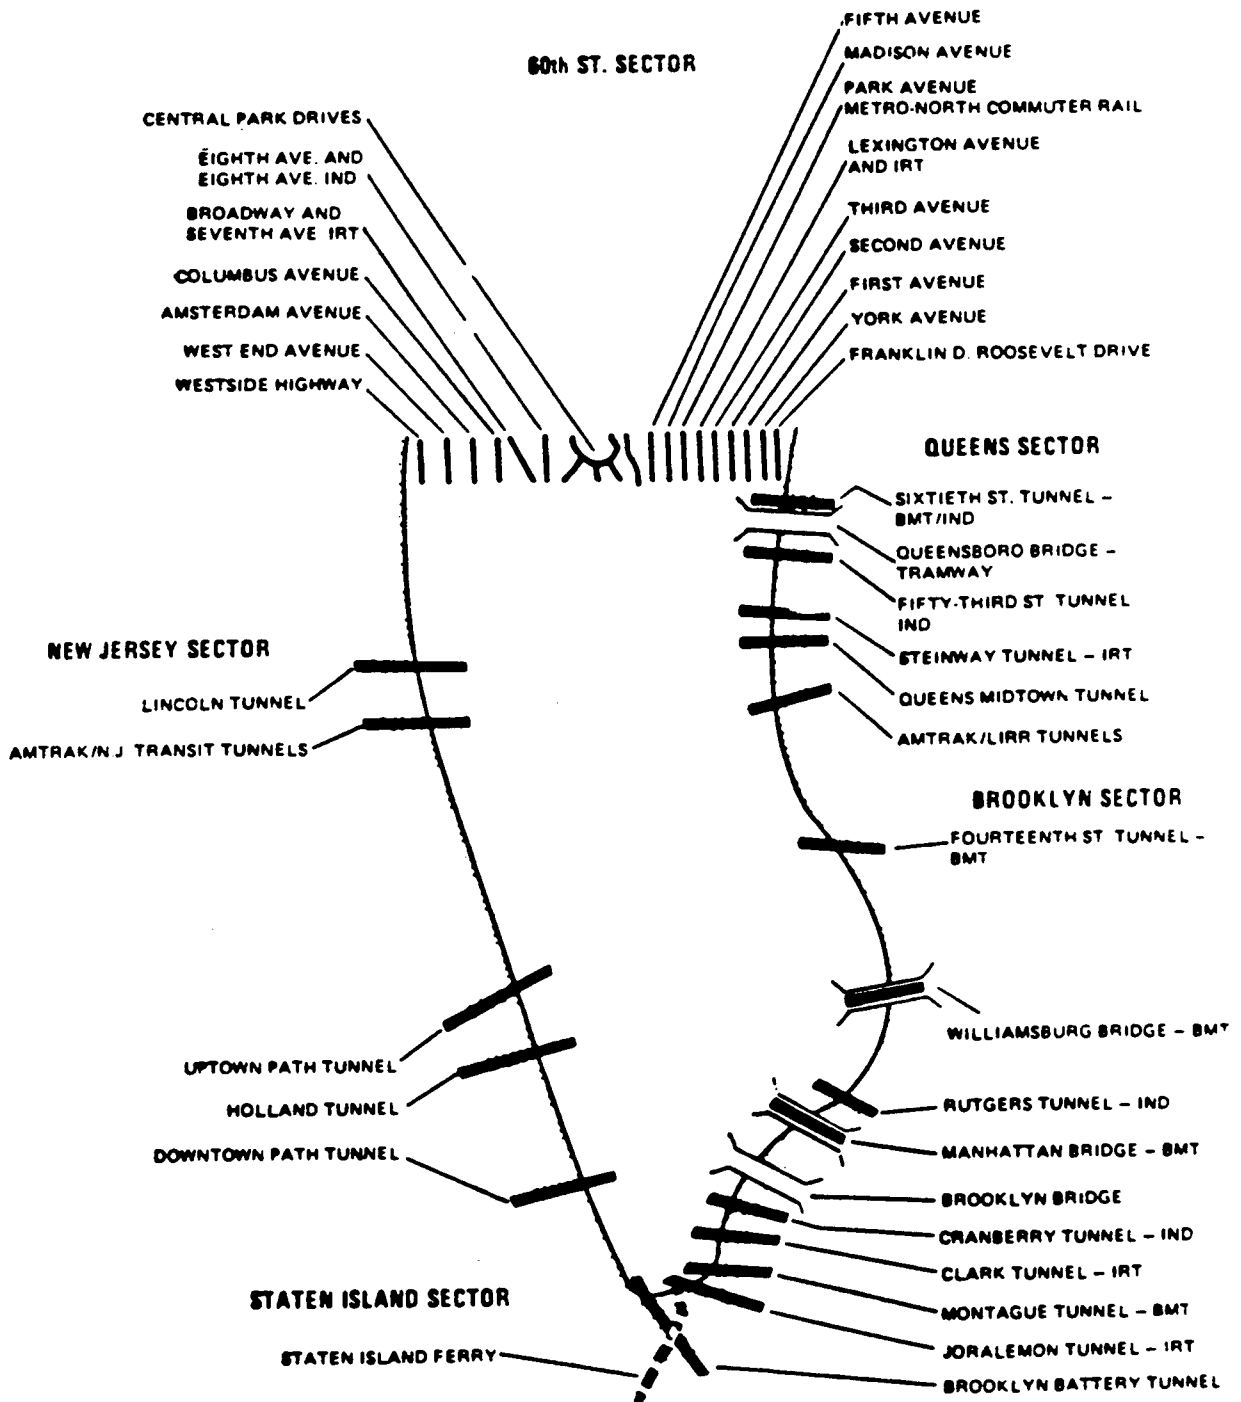 60th ST. SECTOR
CENTRAL PARK DRIVES
EIGHTH AVE. AND
EIGHTH AVE. IND
BROADWAY AND
SEVENTH AVE IRT
COLUMBUS AVENUE
AMSTERDAM AVENUE
WEST END AVENUE
WESTSIDE HIGHWAY
FIFTH AVENUE
MADISON AVENUE
PARK AVENUE
METRO-NORTH COMMUTER RAIL
LEXINGTON AVENUE
AND IRT
THIRD AVENUE
SECOND AVENUE
FIRST AVENUE
YORK AVENUE
FRANKLIN D. ROOSEVELT DRIVE
QUEENS SECTOR
SIXTIETH ST. TUNNEL –
BMT/IND
QUEENSBORO BRIDGE –
TRAMWAY
FIFTY-THIRD ST TUNNEL
IND
STEINWAY TUNNEL – IRT
QUEENS MIDTOWN TUNNEL
AMTRAK/LIRR TUNNELS
NEW JERSEY SECTOR
LINCOLN TUNNEL
AMTRAK/N.J TRANSIT TUNNELS
UPTOWN PATH TUNNEL
HOLLAND TUNNEL
DOWNTOWN PATH TUNNEL
BROOKLYN SECTOR
FOURTEENTH ST TUNNEL –
BMT
WILLIAMSBURG BRIDGE – BMT
RUTGERS TUNNEL – IND
MANHATTAN BRIDGE – BMT
BROOKLYN BRIDGE
CRANBERRY TUNNEL – IND
CLARK TUNNEL – IRT
MONTAGUE TUNNEL – BMT
JORALEMON TUNNEL – IRT
BROOKLYN BATTERY TUNNEL
STATEN ISLAND SECTOR
STATEN ISLAND FERRY